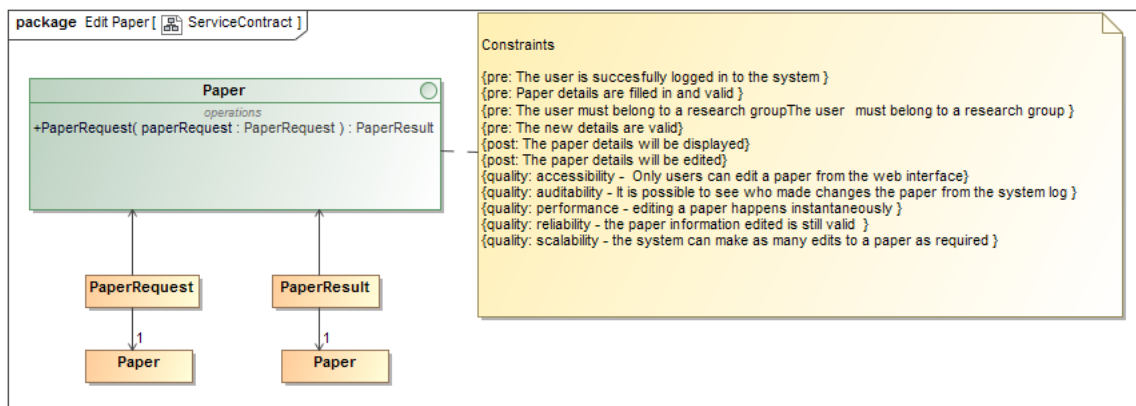 package Edit Paper [ ServiceContract ]
Constraints
{pre: The user is succesfully logged in to the system }
{pre: Paper details are filled in and valid }
{pre: The user must belong to a research groupThe user must belong to a research group }
{pre: The new details are valid}
{post: The paper details will be displayed}
{post: The paper details will be edited}
{quality: accessibility - Only users can edit a paper from the web interface}
{quality: auditability - It is possible to see who made changes the paper from the system log }
{quality: performance - editing a paper happens instantaneously }
{quality: reliability - the paper information edited is still valid }
{quality: scalability - the system can make as many edits to a paper as required }
Paper
operations
+PaperRequest( paperRequest : PaperRequest ) : PaperResult
PaperRequest
PaperResult
1
1
Paper
Paper